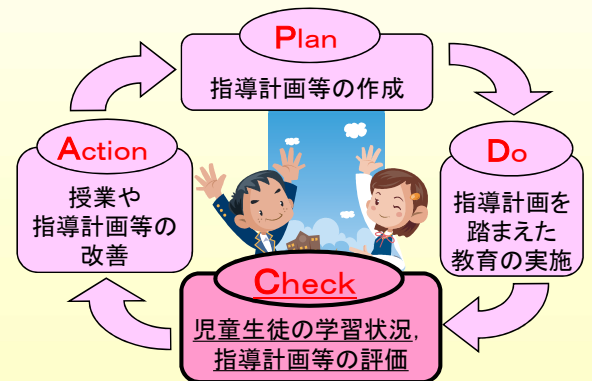 Plan
指導計画等の作成
Do
指導計画を
踏まえた
教育の実施
Check
児童生徒の学習状況,
指導計画等の評価
Action
授業や
指導計画等の
改善